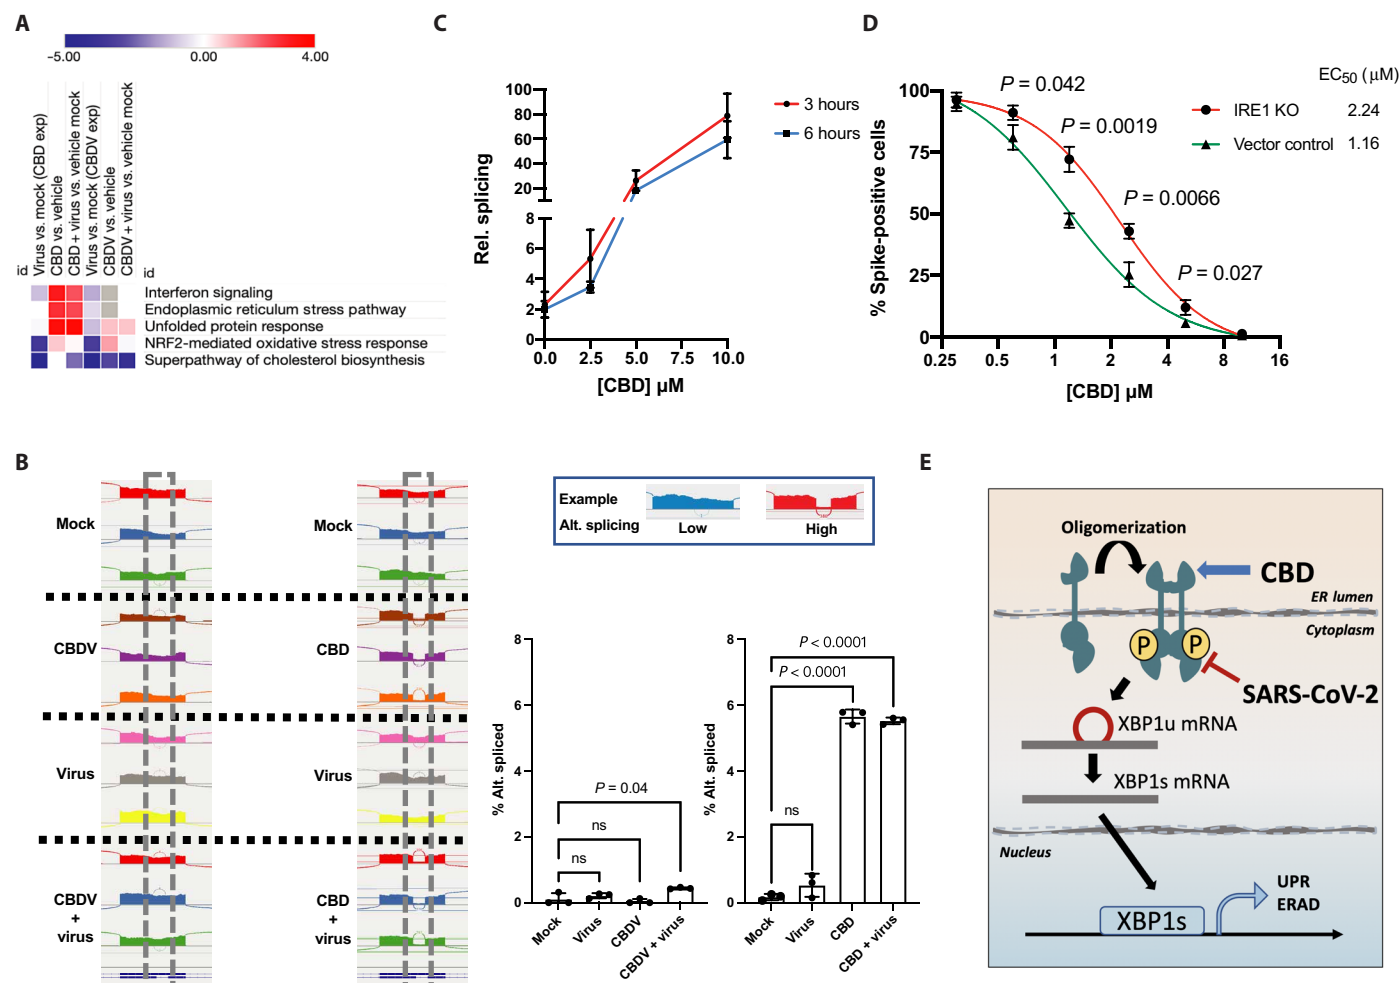 A
−5.00
0.00
4.00
id
Virus vs. mock (CBD exp)
CBD vs. vehicle
CBD + virus vs. vehicle mock
Virus vs. mock (CBDV exp)
CBDV vs. vehicle
CBDV + virus vs. vehicle mock
id
Interferon signaling
Endoplasmic reticulum stress pathway
Unfolded protein response
NRF2-mediated oxidative stress response
Superpathway of cholesterol biosynthesis
C
Rel. splicing
100
80
60
40
20
8
6
4
2
0
0.0
2.5
5.0
7.5
10.0
[CBD] µM
3 hours
6 hours
D
% Spike-positive cells
100
75
50
25
0
0.25
0.5
1
2
4
8
16
[CBD] µM
P = 0.042
P = 0.0019
P = 0.0066
P = 0.027
EC50 (µM)
IRE1 KO 2.24
Vector control 1.16
B
Mock
CBDV
Virus
CBDV
+
virus
Mock
CBD
Virus
CBD
+
virus
Example
Alt. splicing
Low
High
% Alt. spliced
8
6
4
2
0
P = 0.04
ns
ns
Mock
Virus
CBDV
CBDV + virus
% Alt. spliced
8
6
4
2
0
P < 0.0001
P < 0.0001
ns
Mock
Virus
CBD
CBD + virus
E
Oligomerization
CBD
ER lumen
Cytoplasm
P
P
SARS-CoV-2
XBP1u mRNA
XBP1s mRNA
Nucleus
UPR
ERAD
XBP1s